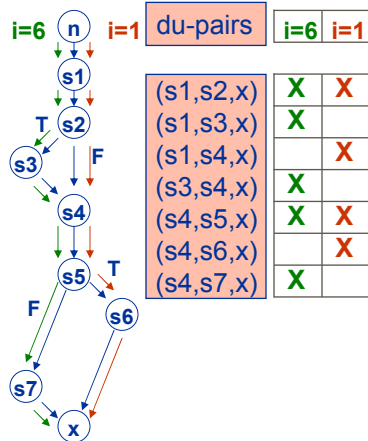 i=6 n i=1
s1
T s2
s3 F
s4
s5 T
F s6
s7
x
du-pairs i=6 i=1
(s1,s2,x) X X
(s1,s3,x) X
(s1,s4,x) X
(s3,s4,x) X
(s4,s5,x) X X
(s4,s6,x) X
(s4,s7,x) X